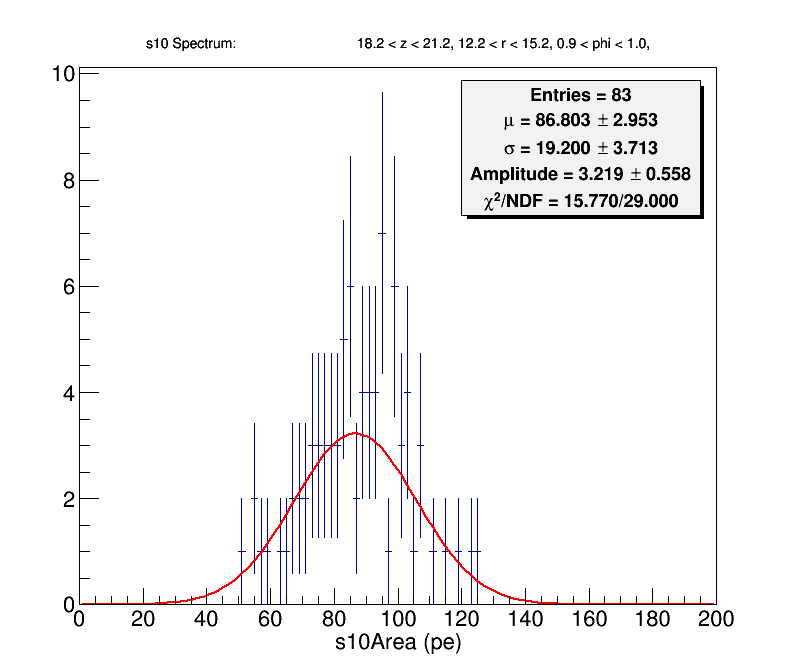 s10 Spectrum: 18.2 < z < 21.2, 12.2 < r < 15.2, 0.9 < phi < 1.0,
Entries = 83
μ = 86.803 ± 2.953
σ = 19.200 ± 3.713
Amplitude = 3.219 ± 0.558
χ²/NDF = 15.770/29.000
10
8
6
4
2
0
0 20 40 60 80 100 120 140 160 180 200
s10Area (pe)